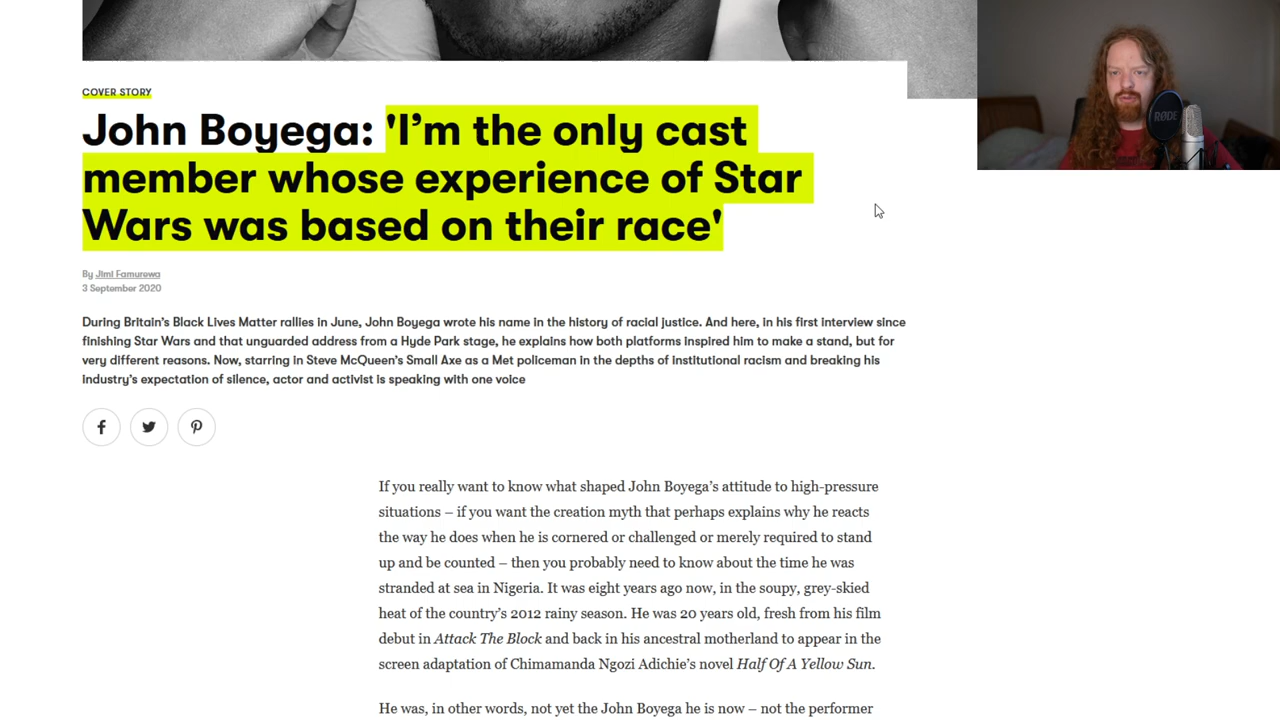 COVER STORY
John Boyega: 'I’m the only cast
member whose experience of Star
Wars was based on their race'
By Jimi Famurewa
3 September 2020
During Britain’s Black Lives Matter rallies in June, John Boyega wrote his name in the history of racial justice. And here, in his first interview since
finishing Star Wars and that unguarded address from a Hyde Park stage, he explains how both platforms inspired him to make a stand, but for
very different reasons. Now, starring in Steve McQueen’s Small Axe as a Met policeman in the depths of institutional racism and breaking his
industry’s expectation of silence, actor and activist is speaking with one voice
If you really want to know what shaped John Boyega’s attitude to high-pressure
situations – if you want the creation myth that perhaps explains why he reacts
the way he does when he is cornered or challenged or merely required to stand
up and be counted – then you probably need to know about the time he was
stranded at sea in Nigeria. It was eight years ago now, in the soupy, grey-skied
heat of the country’s 2012 rainy season. He was 20 years old, fresh from his film
debut in Attack The Block and back in his ancestral motherland to appear in the
screen adaptation of Chimamanda Ngozi Adichie’s novel Half Of A Yellow Sun.
He was, in other words, not yet the John Boyega he is now – not the performer
RØDE